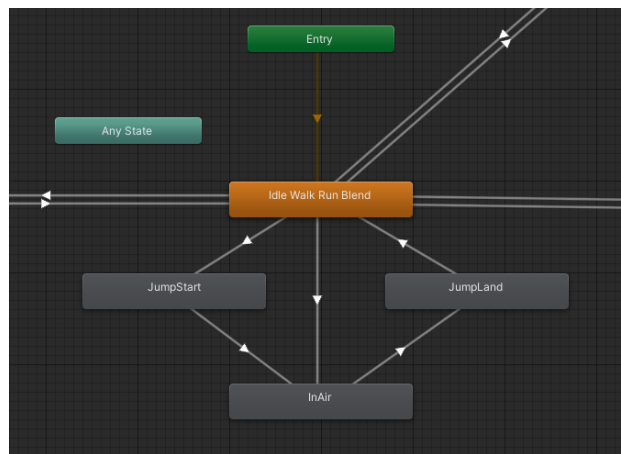 Entry
Any State
Idle Walk Run Blend
JumpStart
JumpLand
InAir